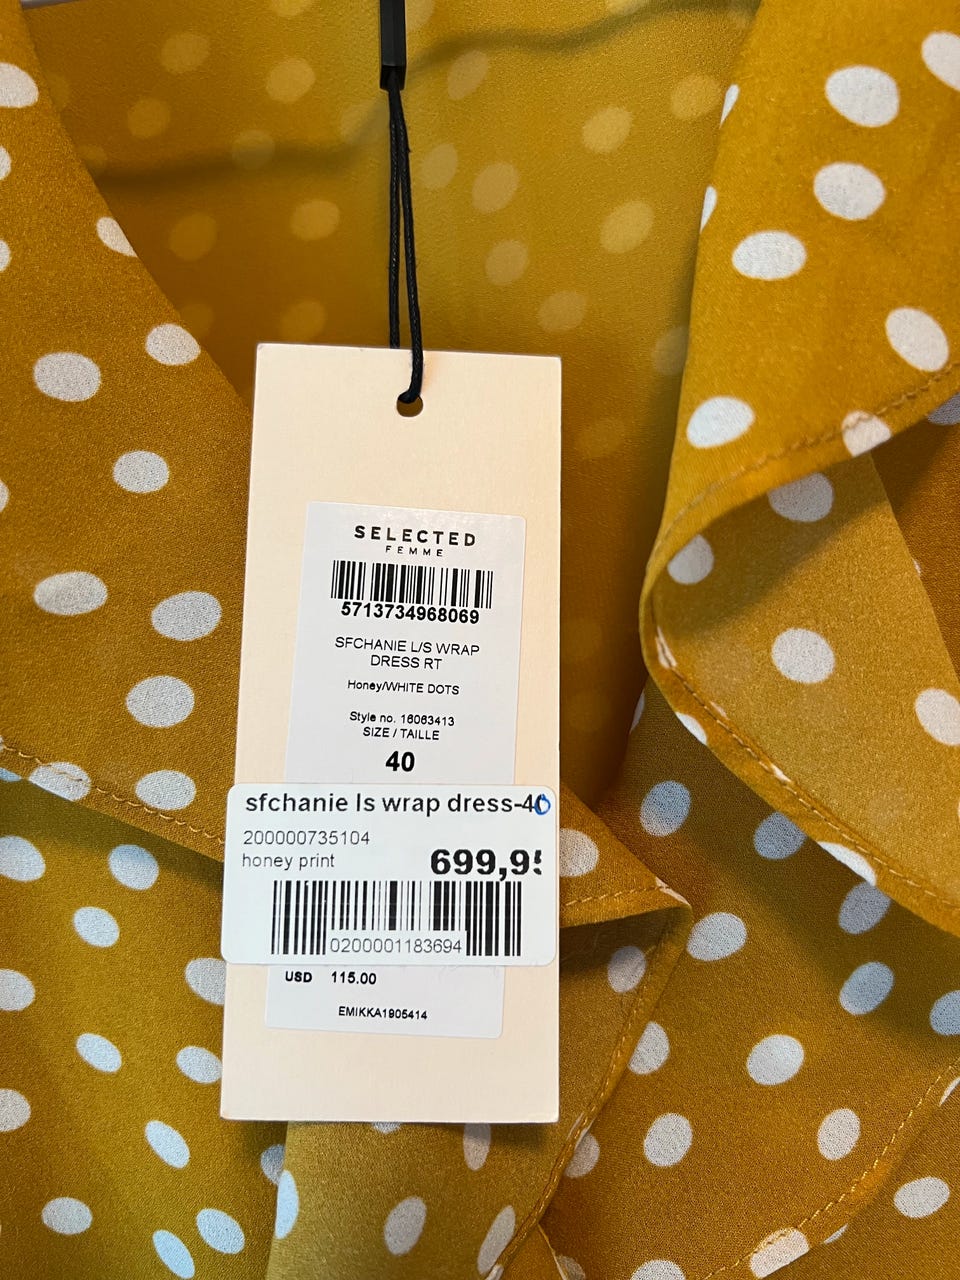 SELECTED
FEMME
5713734968069
SFCHANIE L/S WRAP
DRESS RT
Honey/WHITE DOTS
Style no. 16063413
SIZE / TAILLE
40
sfchanie ls wrap dress-40
200000735104
honey print
699,95
0200001183694
USD 115.00
EMIKKA1905414